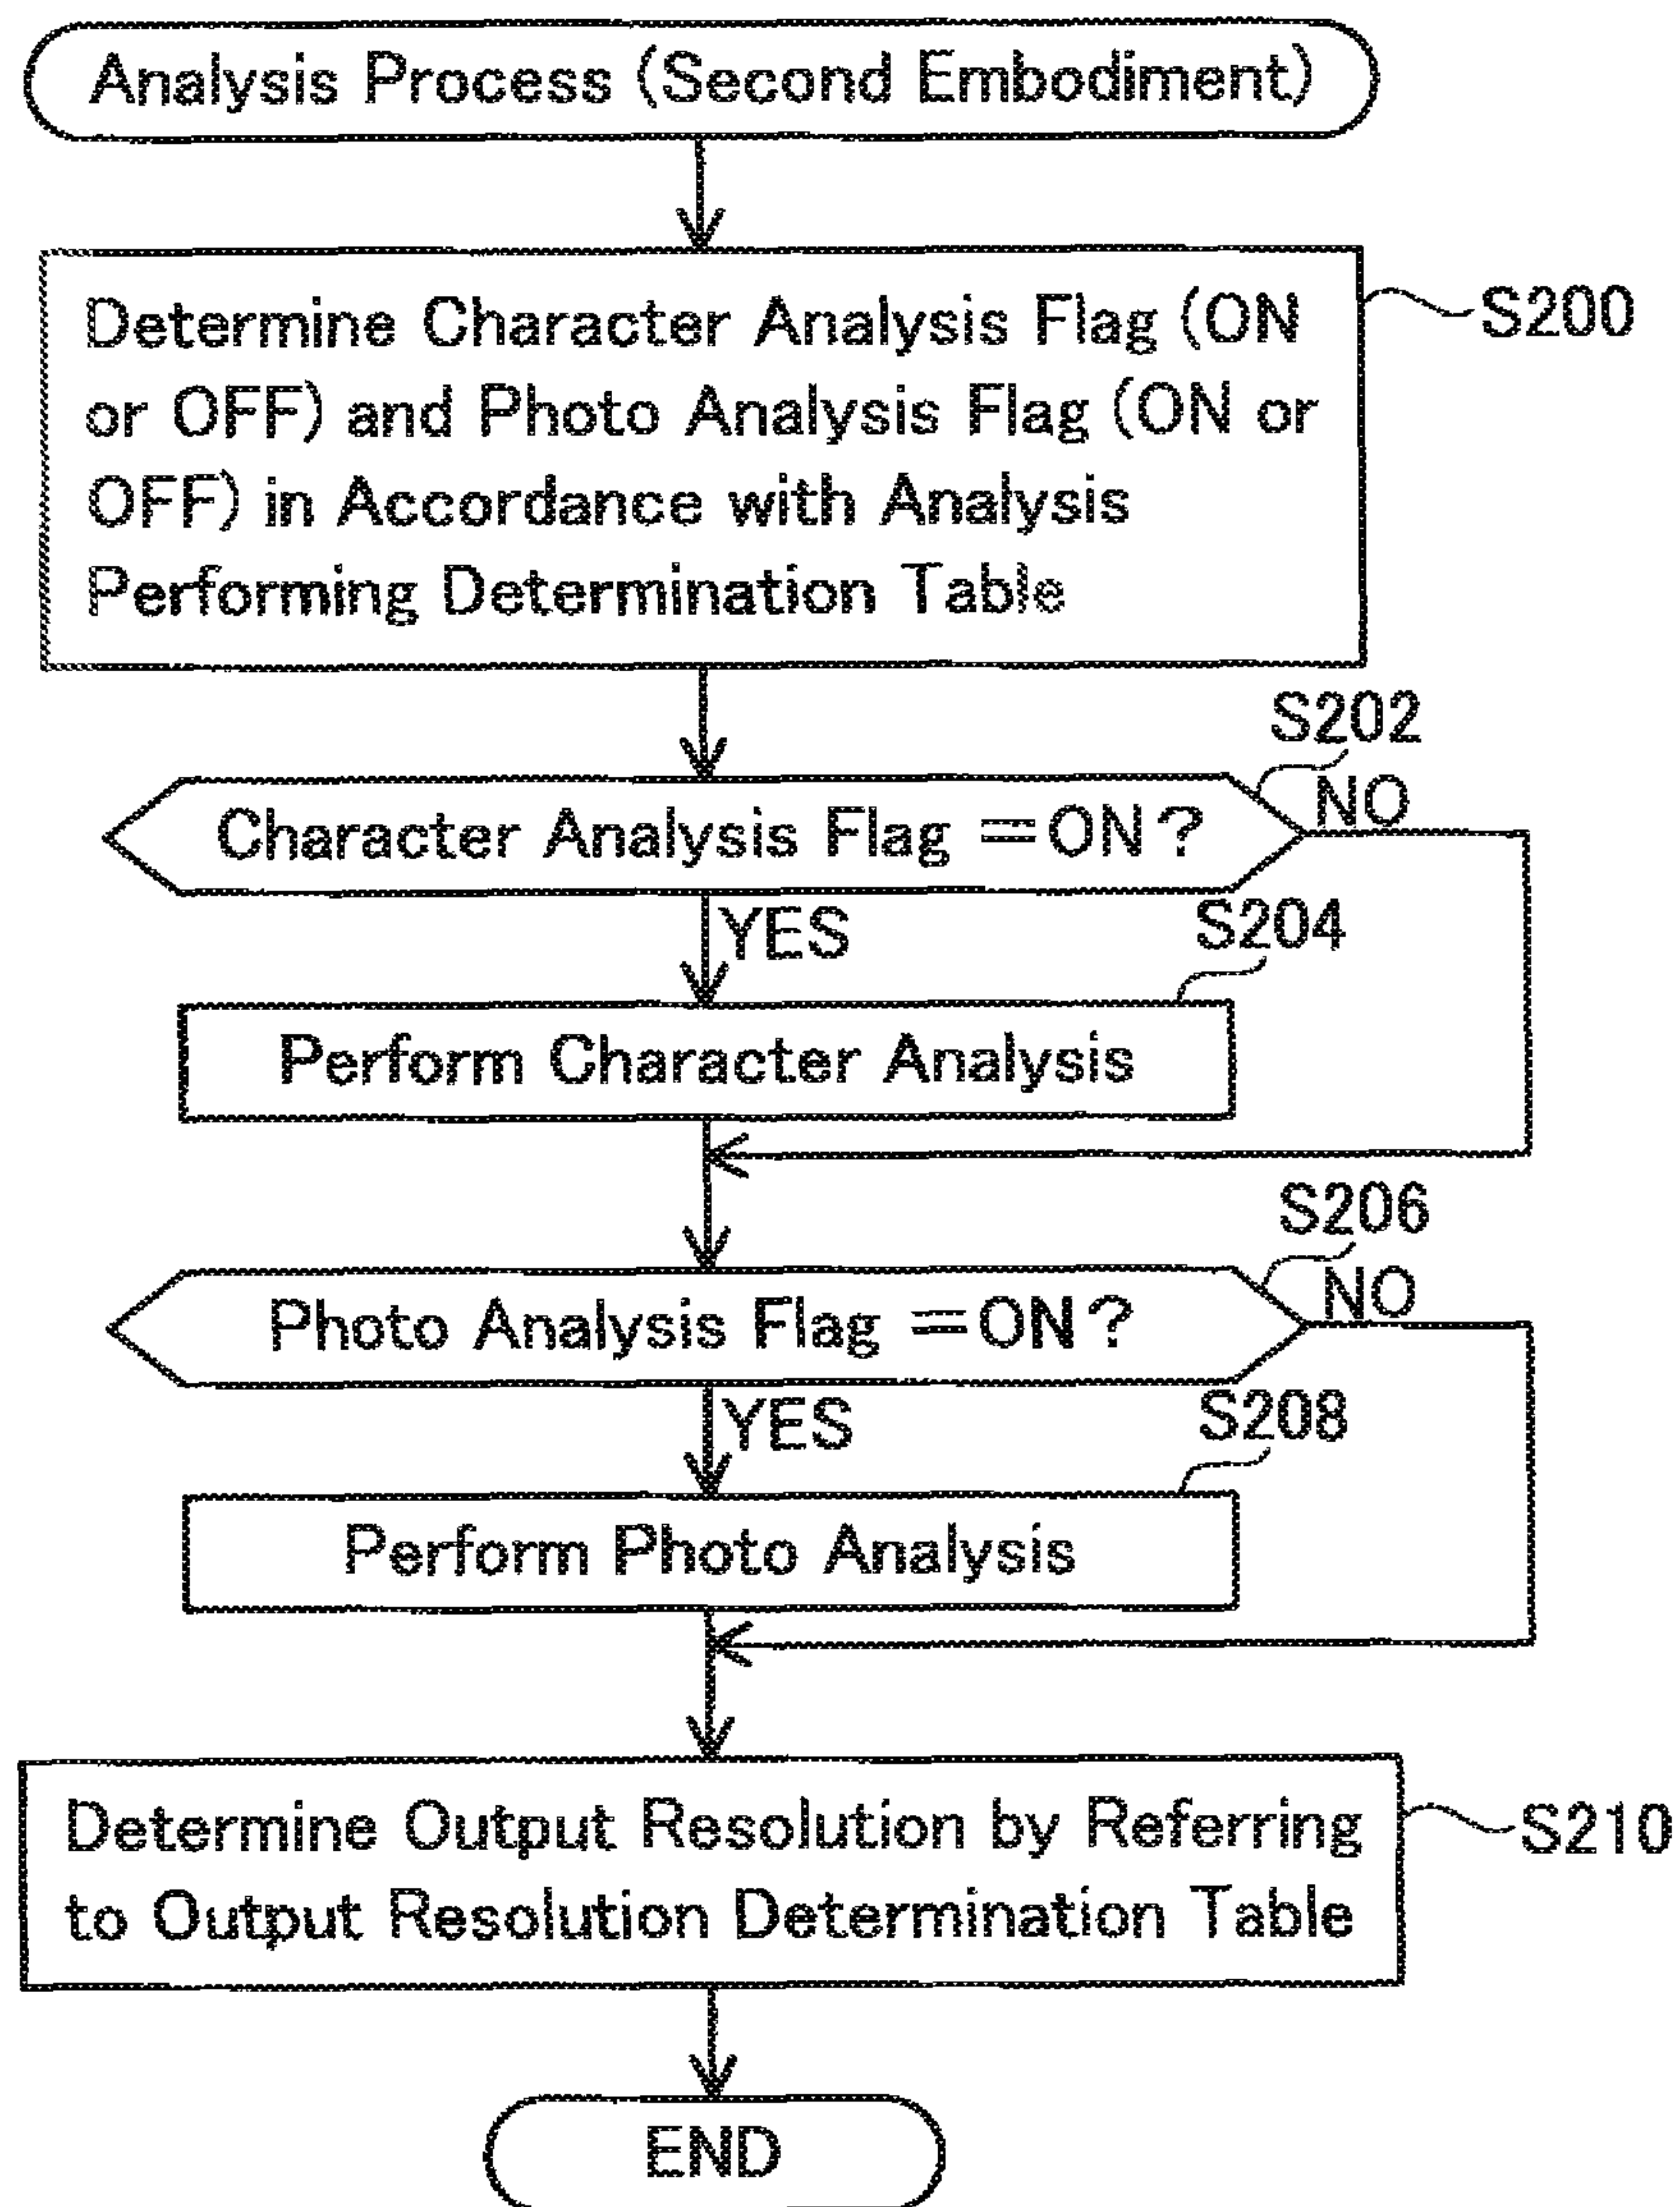 Analysis Process (Second Embodiment)
Determine Character Analysis Flag (ON
or OFF) and Photo Analysis Flag (ON or
OFF) in Accordance with Analysis
Performing Determination Table
S200
S202
Character Analysis Flag =ON?
NO
YES
S204
Perform Character Analysis
S206
Photo Analysis Flag =ON?
NO
YES
S208
Perform Photo Analysis
Determine Output Resolution by Referring
to Output Resolution Determination Table
S210
END